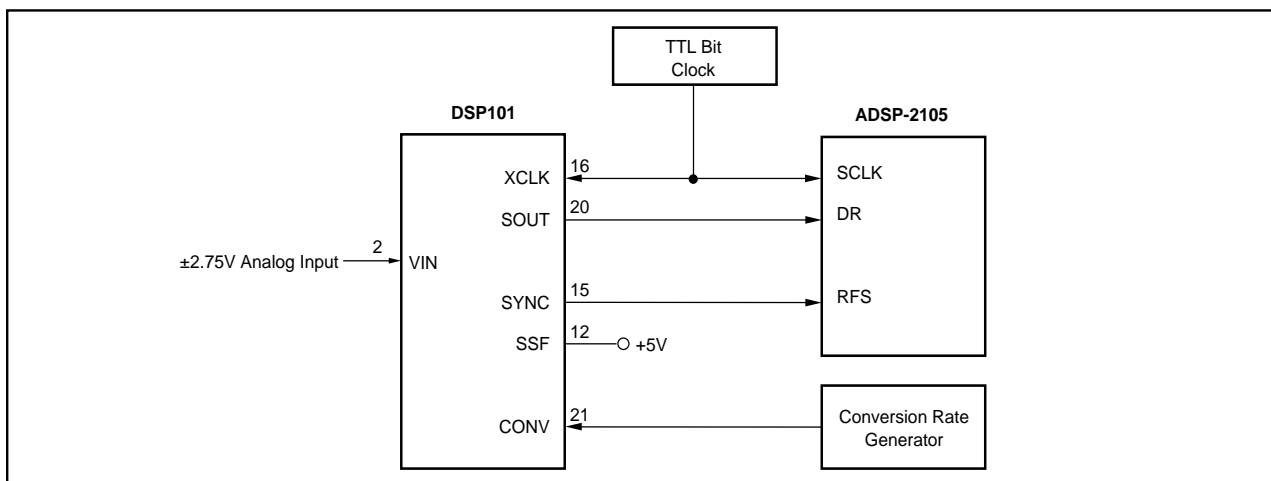 TTL Bit
Clock
DSP101
ADSP-2105
XCLK
16
SCLK
SOUT
20
DR
±2.75V Analog Input
2
VIN
SYNC
15
RFS
SSF
12
+5V
CONV
21
Conversion Rate
Generator